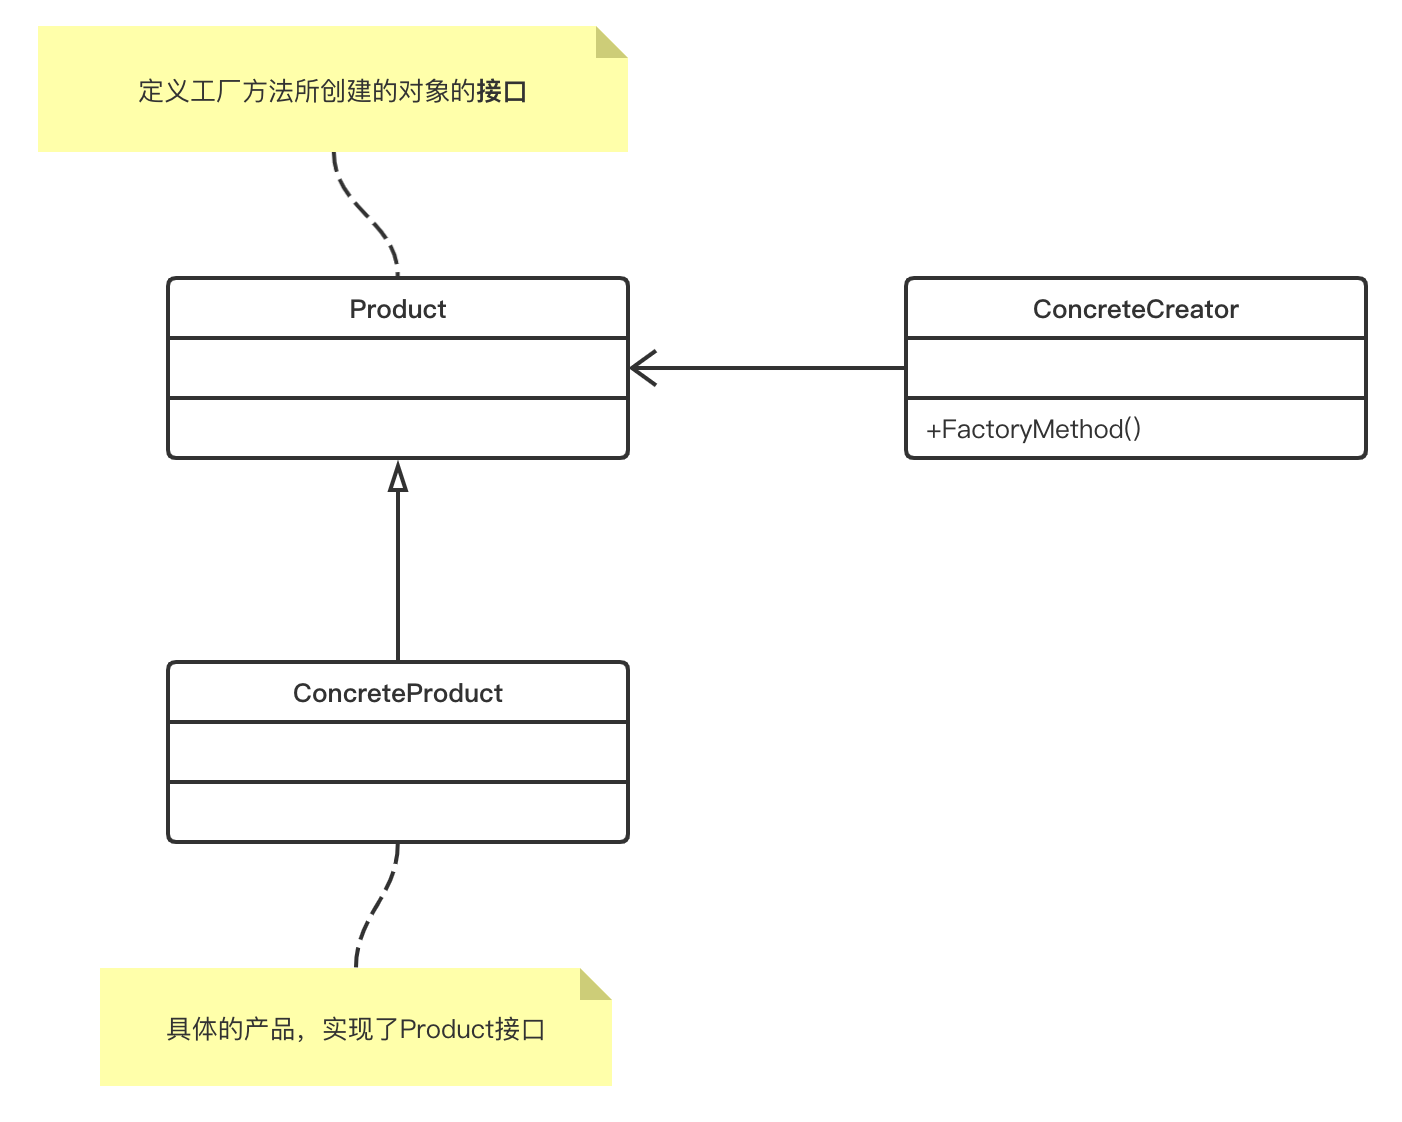 定义工厂方法所创建的对象的接口
Product
ConcreteCreator
+FactoryMethod()
ConcreteProduct
具体的产品，实现了Product接口